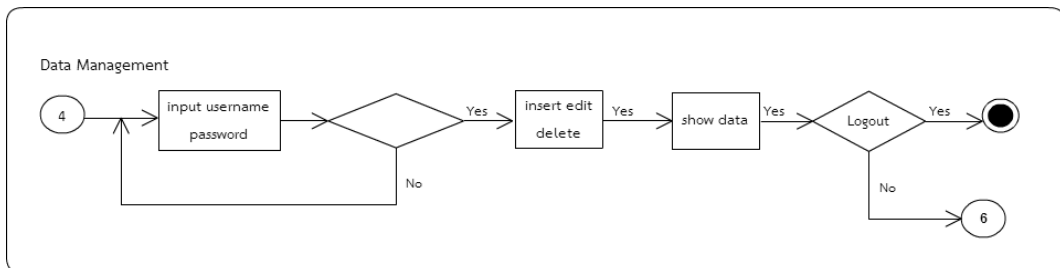 Data Management
4
input username
password
Yes
No
insert edit
delete
Yes
show data
Yes
Logout
Yes
No
6